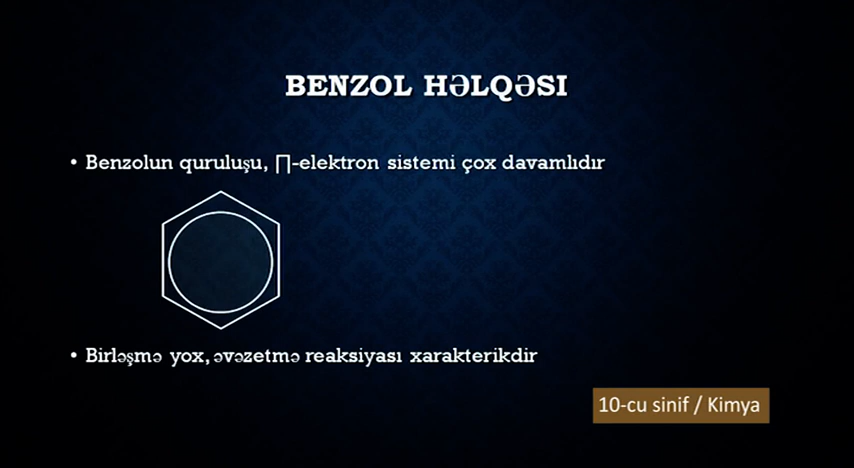 BENZOL HƏLQƏSI
• Benzolun quruluşu, ∏-elektron sistemi çox davamlıdır
• Birləşmə yox, əvəzetmə reaksiyası xarakterikdir
10-cu sinif / Kimya